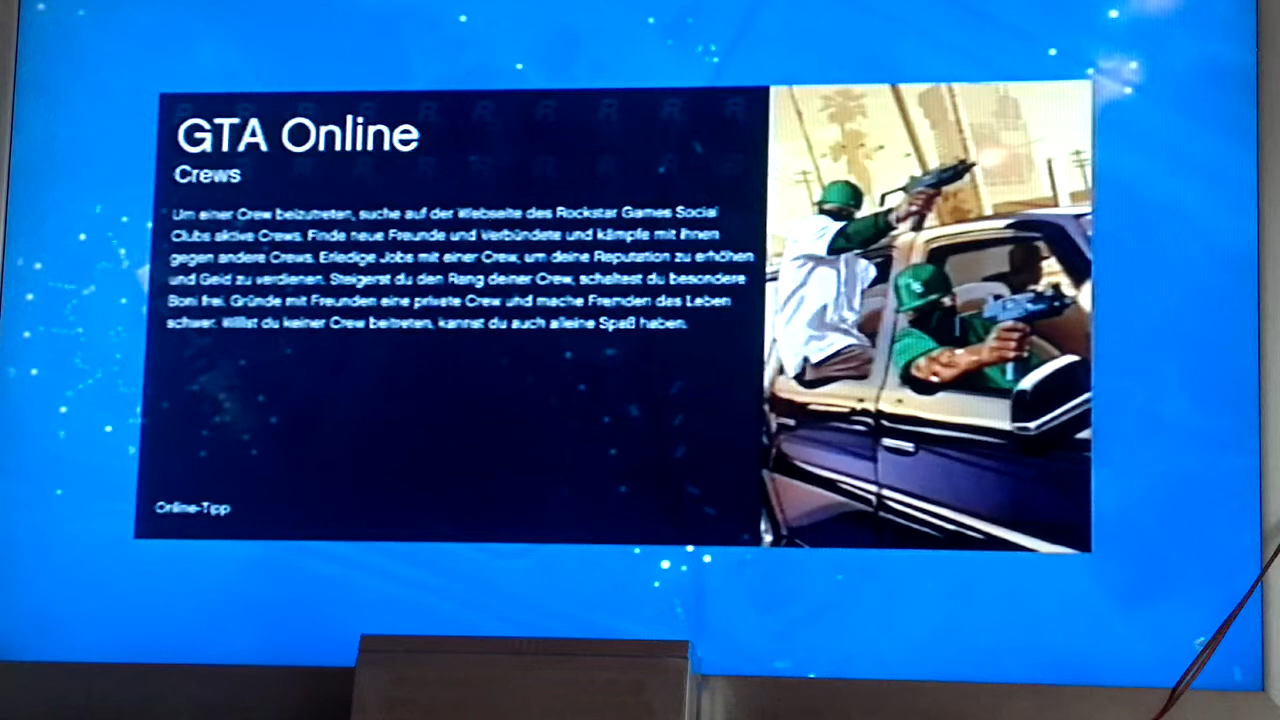 GTA Online
Crews
Um einer Crew beizutreten, suche auf der Webseite des Rockstar Games Social
Clubs aktive Crews. Finde neue Freunde und Verbündete und kämpfe mit ihnen
gegen andere Crews. Erledige Jobs mit einer Crew, um deine Reputation zu erhöhen
und Geld zu verdienen. Steigerst du den Rang deiner Crew, schaltest du besondere
Boni frei. Gründe mit Freunden eine private Crew und mache Fremden das Leben
schwer. Willst du keiner Crew beitreten, kannst du auch alleine Spaß haben.
Online-Tipp